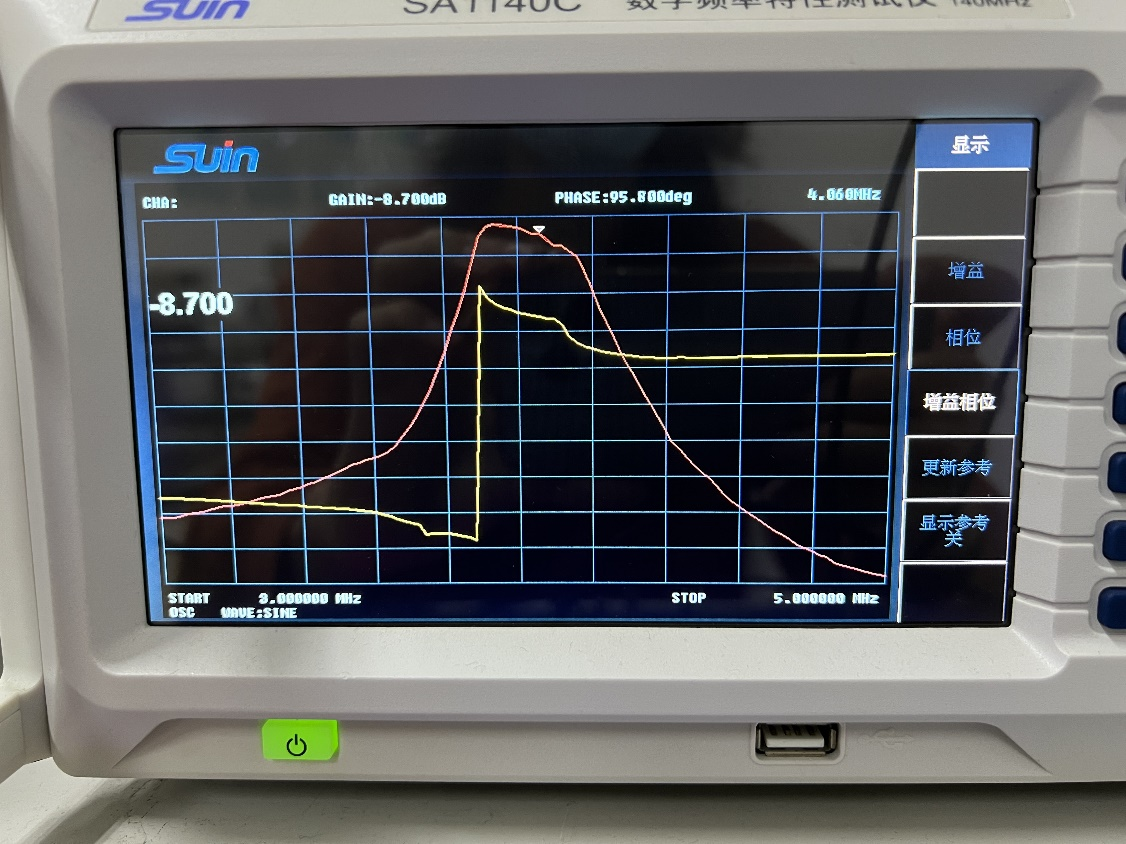 SUIN SA1140C 数字频率特性测试仪 140MHz
SUIN
显示
CHA: GAIN:-8.700dB PHASE:95.800deg 4.060MHz
-8.700
增益
相位
增益相位
更新参考
显示参考
关
START 3.000000 MHz STOP 5.000000 MHz
OSC WAVE:SINE